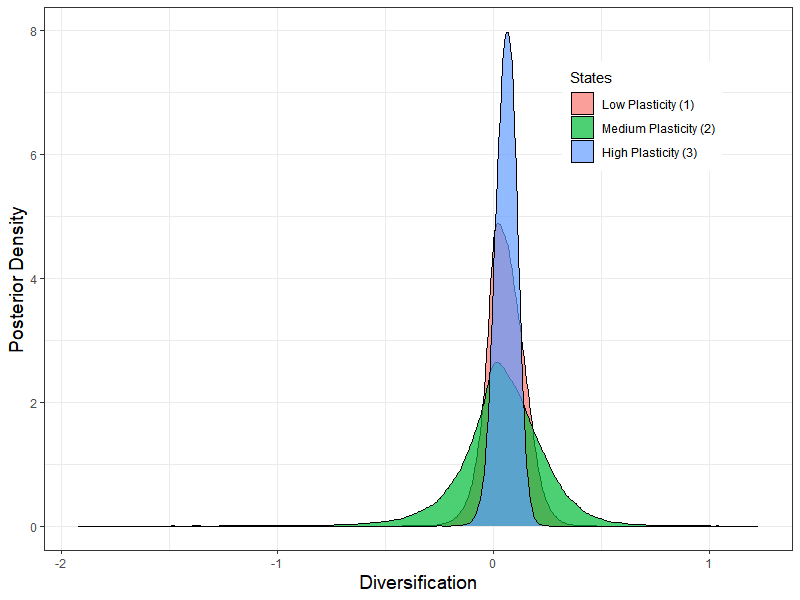 States
Low Plasticity (1)
Medium Plasticity (2)
High Plasticity (3)
Posterior Density
8
6
4
2
0
-2
-1
0
1
Diversification